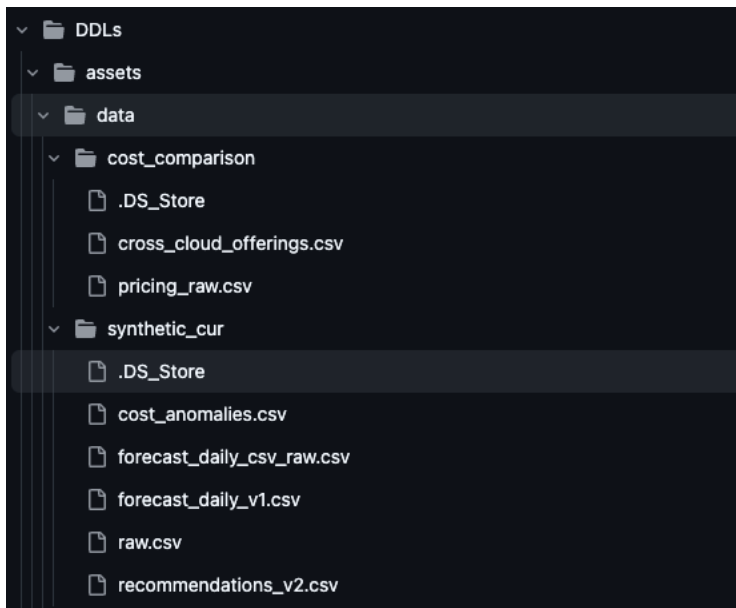 DDLs
assets
data
cost_comparison
.DS_Store
cross_cloud_offerings.csv
pricing_raw.csv
synthetic_cur
.DS_Store
cost_anomalies.csv
forecast_daily_csv_raw.csv
forecast_daily_v1.csv
raw.csv
recommendations_v2.csv